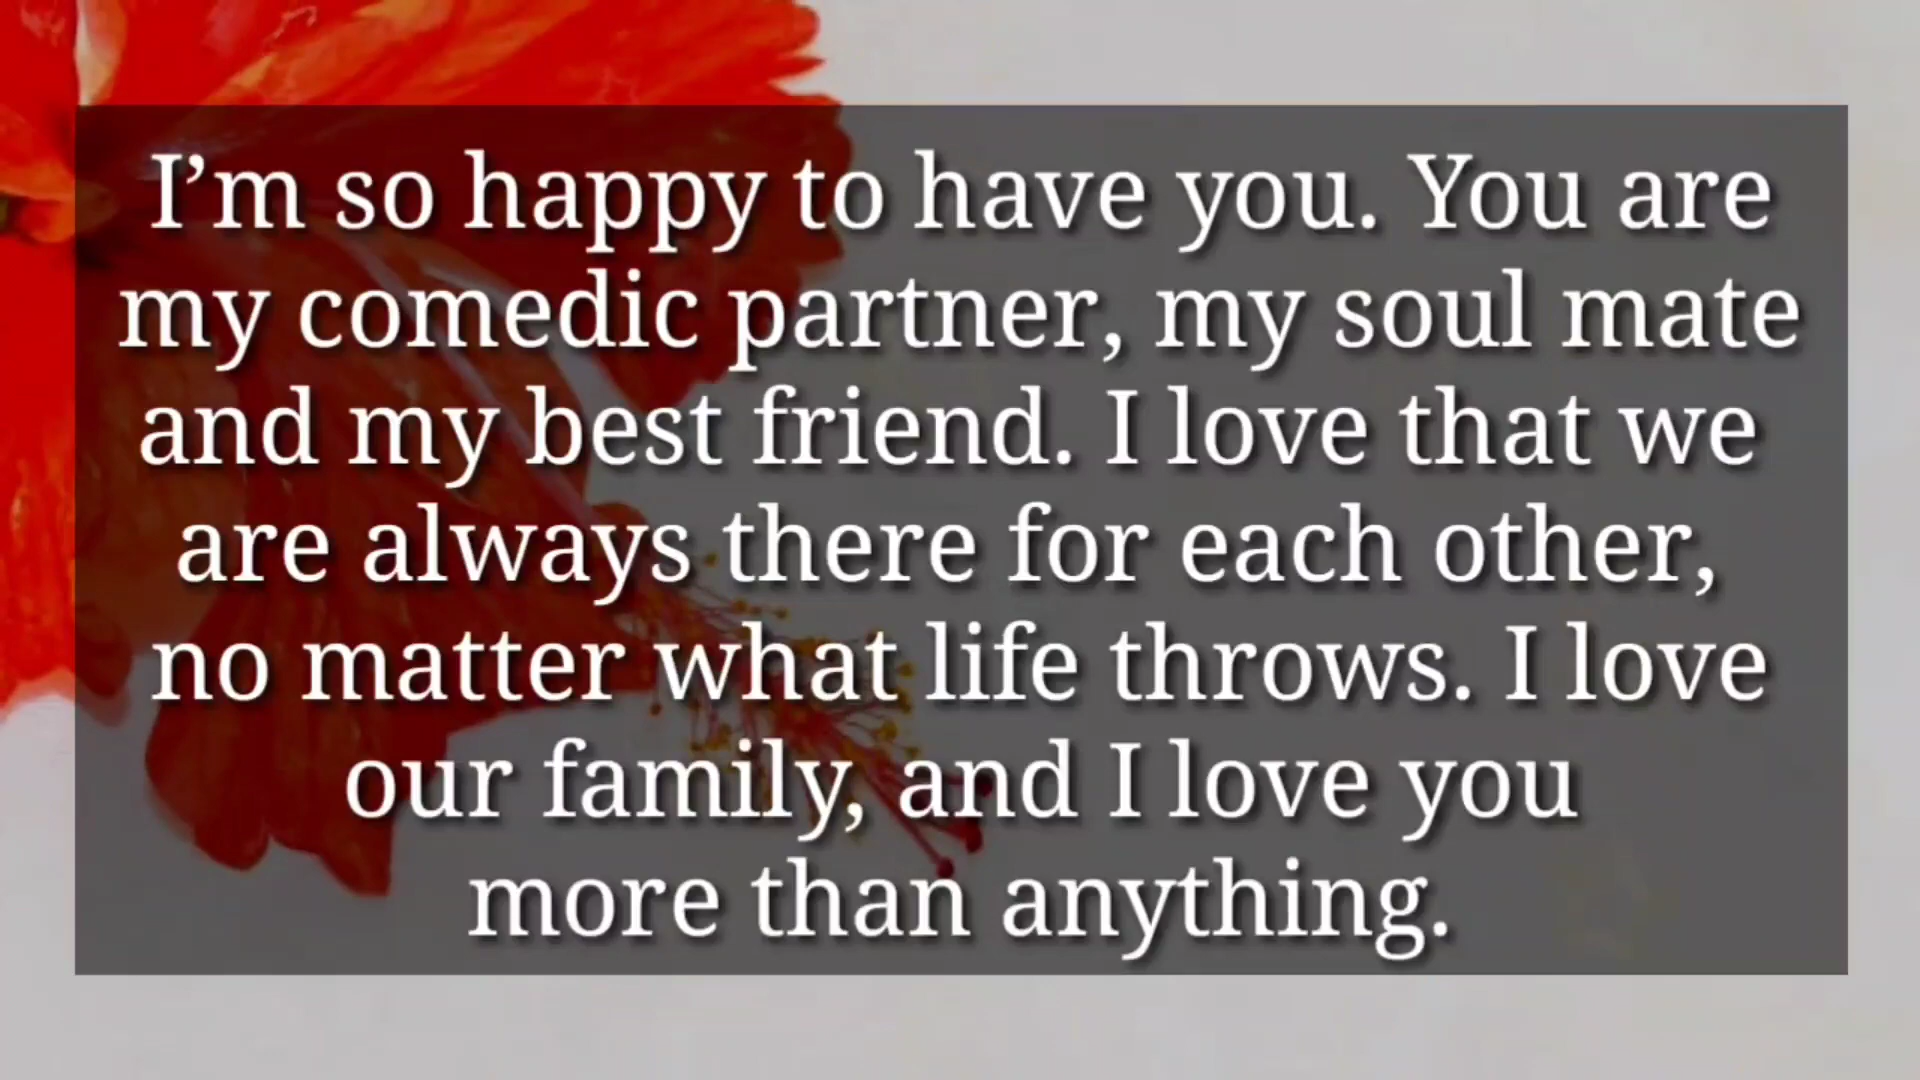 I’m so happy to have you. You are
my comedic partner, my soul mate
and my best friend. I love that we
are always there for each other,
no matter what life throws. I love
our family, and I love you
more than anything.